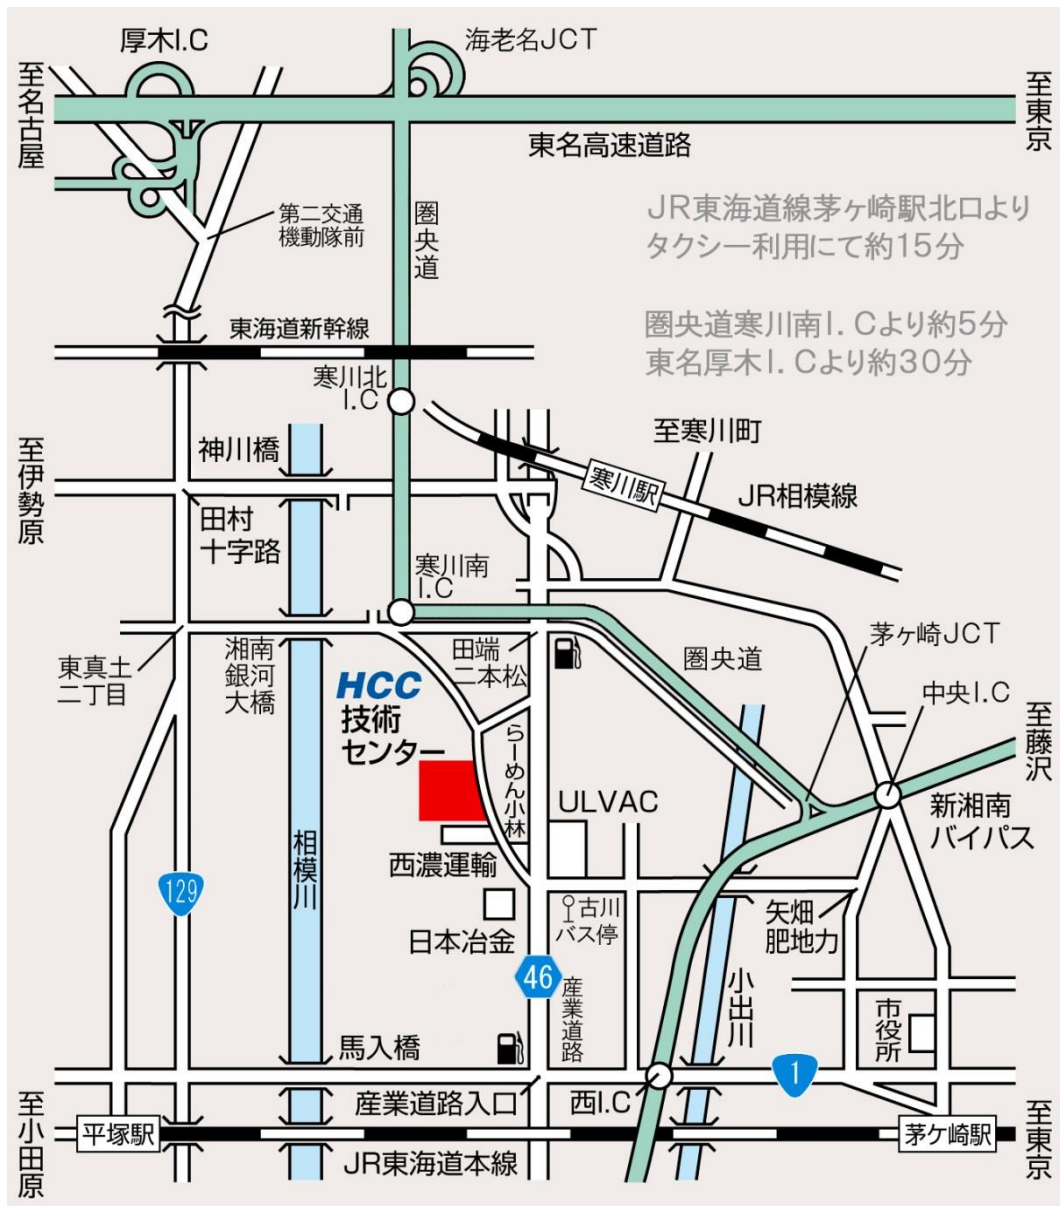 厚木I.C
海老名JCT
至名古屋
至東京
東名高速道路
第二交通
機動隊前
圏央道
JR東海道線茅ヶ崎駅北口より
タクシー利用にて約15分
圏央道寒川南I.Cより約5分
東名厚木I.Cより約30分
東海道新幹線
寒川北
I.C
至伊勢原
神川橋
至寒川町
寒川駅
JR相模線
田村
十字路
寒川南
I.C
東真土
二丁目
湘南
銀河
大橋
田端
二本松
圏央道
茅ヶ崎JCT
中央I.C
至藤沢
HCC
技術
センター
らーめん小林
ULVAC
新湘南
バイパス
相模川
西濃運輸
129
日本冶金
古川
バス停
矢畑
肥地力
46
産業道路
小出川
市役所
馬入橋
1
産業道路入口
西I.C
至小田原
平塚駅
JR東海道本線
茅ケ崎駅
至東京